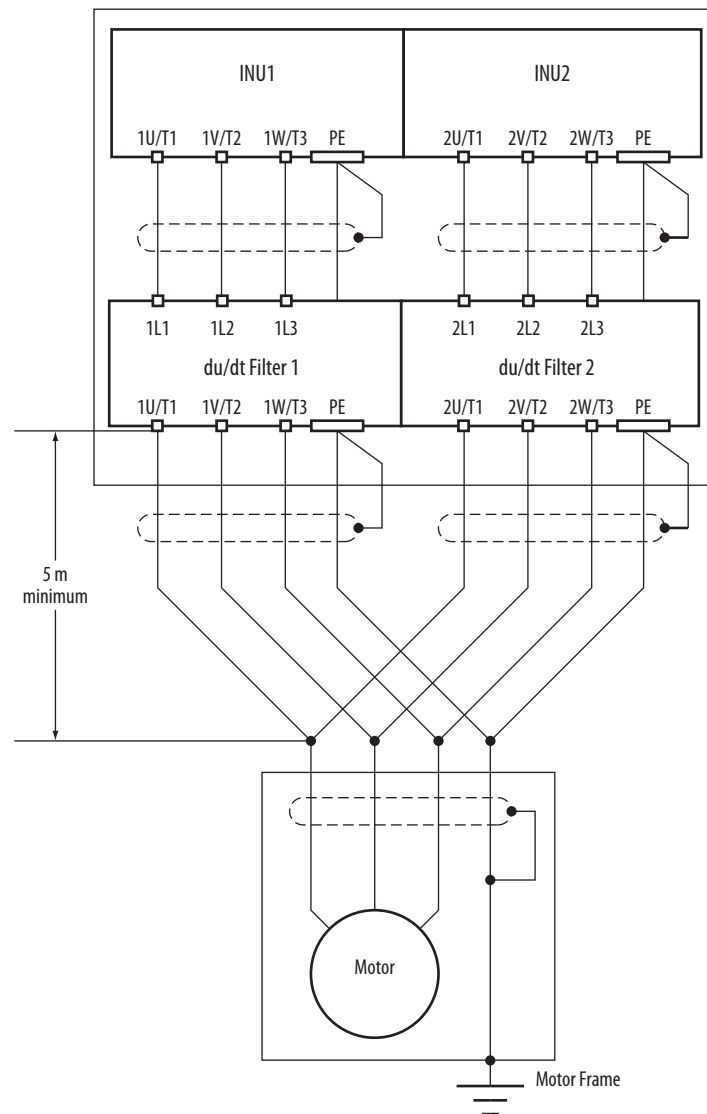 INU1 INU2
1U/T1 1V/T2 1W/T3 PE 2U/T1 2V/T2 2W/T3 PE
1L1 1L2 1L3 2L1 2L2 2L3
du/dt Filter 1 du/dt Filter 2
1U/T1 1V/T2 1W/T3 PE 2U/T1 2V/T2 2W/T3 PE
5 m
minimum
Motor
Motor Frame